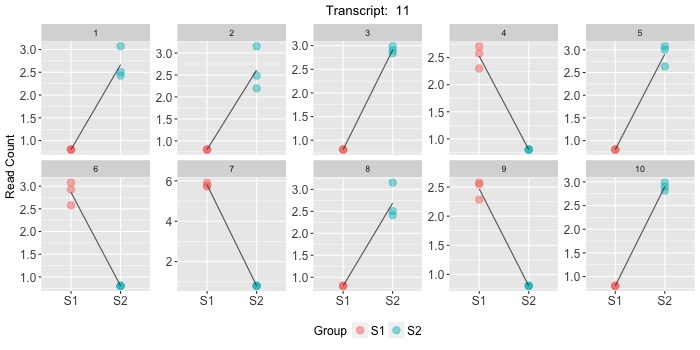 Transcript: 11
1 2 3 4 5
3.0 3.0 3.0 2.5 3.0
2.5 2.5 2.5 2.0 2.5
2.0 2.0 2.0 1.5 2.0
1.5 1.5 1.5 1.0 1.5
1.0 1.0 1.0 1.0
Read Count
6 7 8 9 10
3.0 6 3.0 2.5 3.0
2.5 4 2.5 2.0 2.5
2.0 2 2.0 1.5 2.0
1.5 1.5 1.0 1.5
1.0 1.0 1.0
S1 S2 S1 S2 S1 S2 S1 S2 S1 S2
Group S1 S2